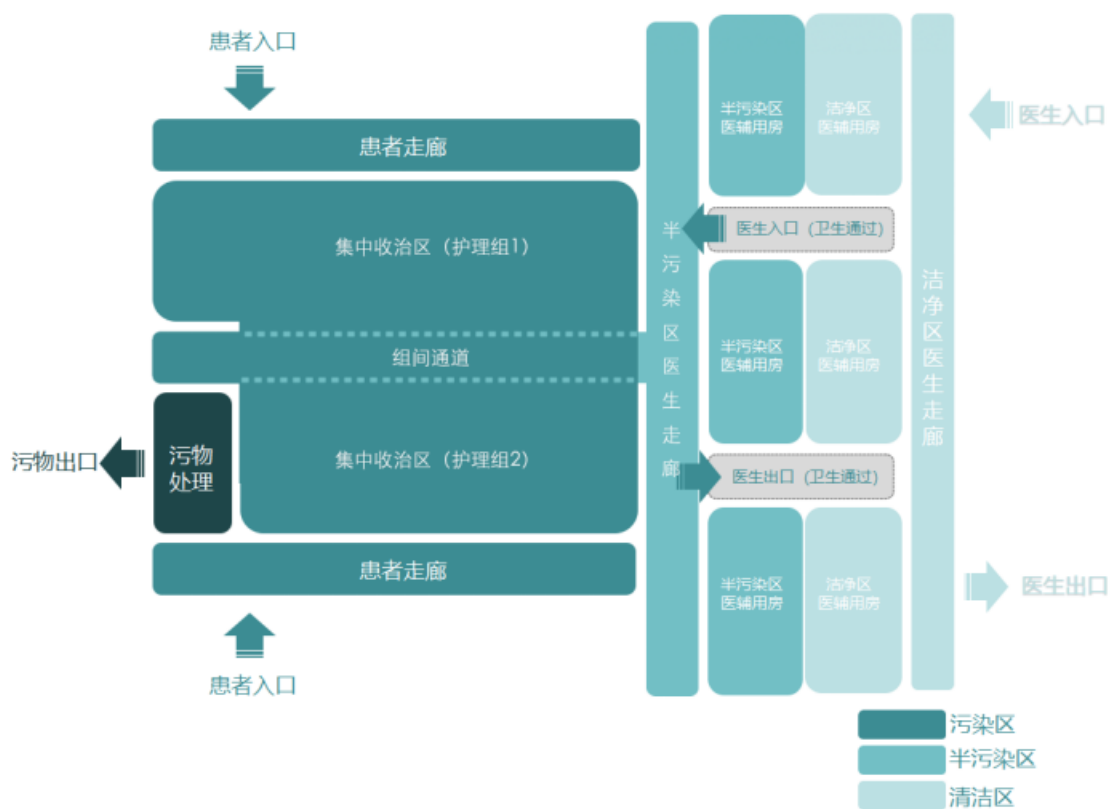 患者入口
患者走廊
集中收治区（护理组1）
组间通道
污物出口
污物
处理
集中收治区（护理组2）
患者走廊
患者入口
半污染区医生走廊
半污染区
医辅用房
洁净区
医辅用房
医生入口
医生入口（卫生通过）
半污染区
医辅用房
洁净区
医辅用房
洁净区医生走廊
医生出口（卫生通过）
半污染区
医辅用房
洁净区
医辅用房
医生出口
污染区
半污染区
清洁区